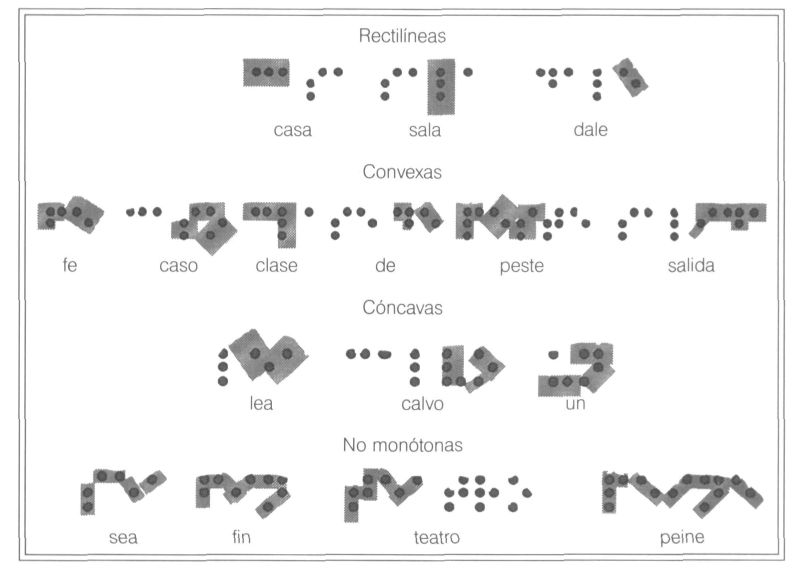 Rectilíneas
casa sala dale
Convexas
fe caso clase de peste salida
Cóncavas
lea calvo un
No monótonas
sea fin teatro peine